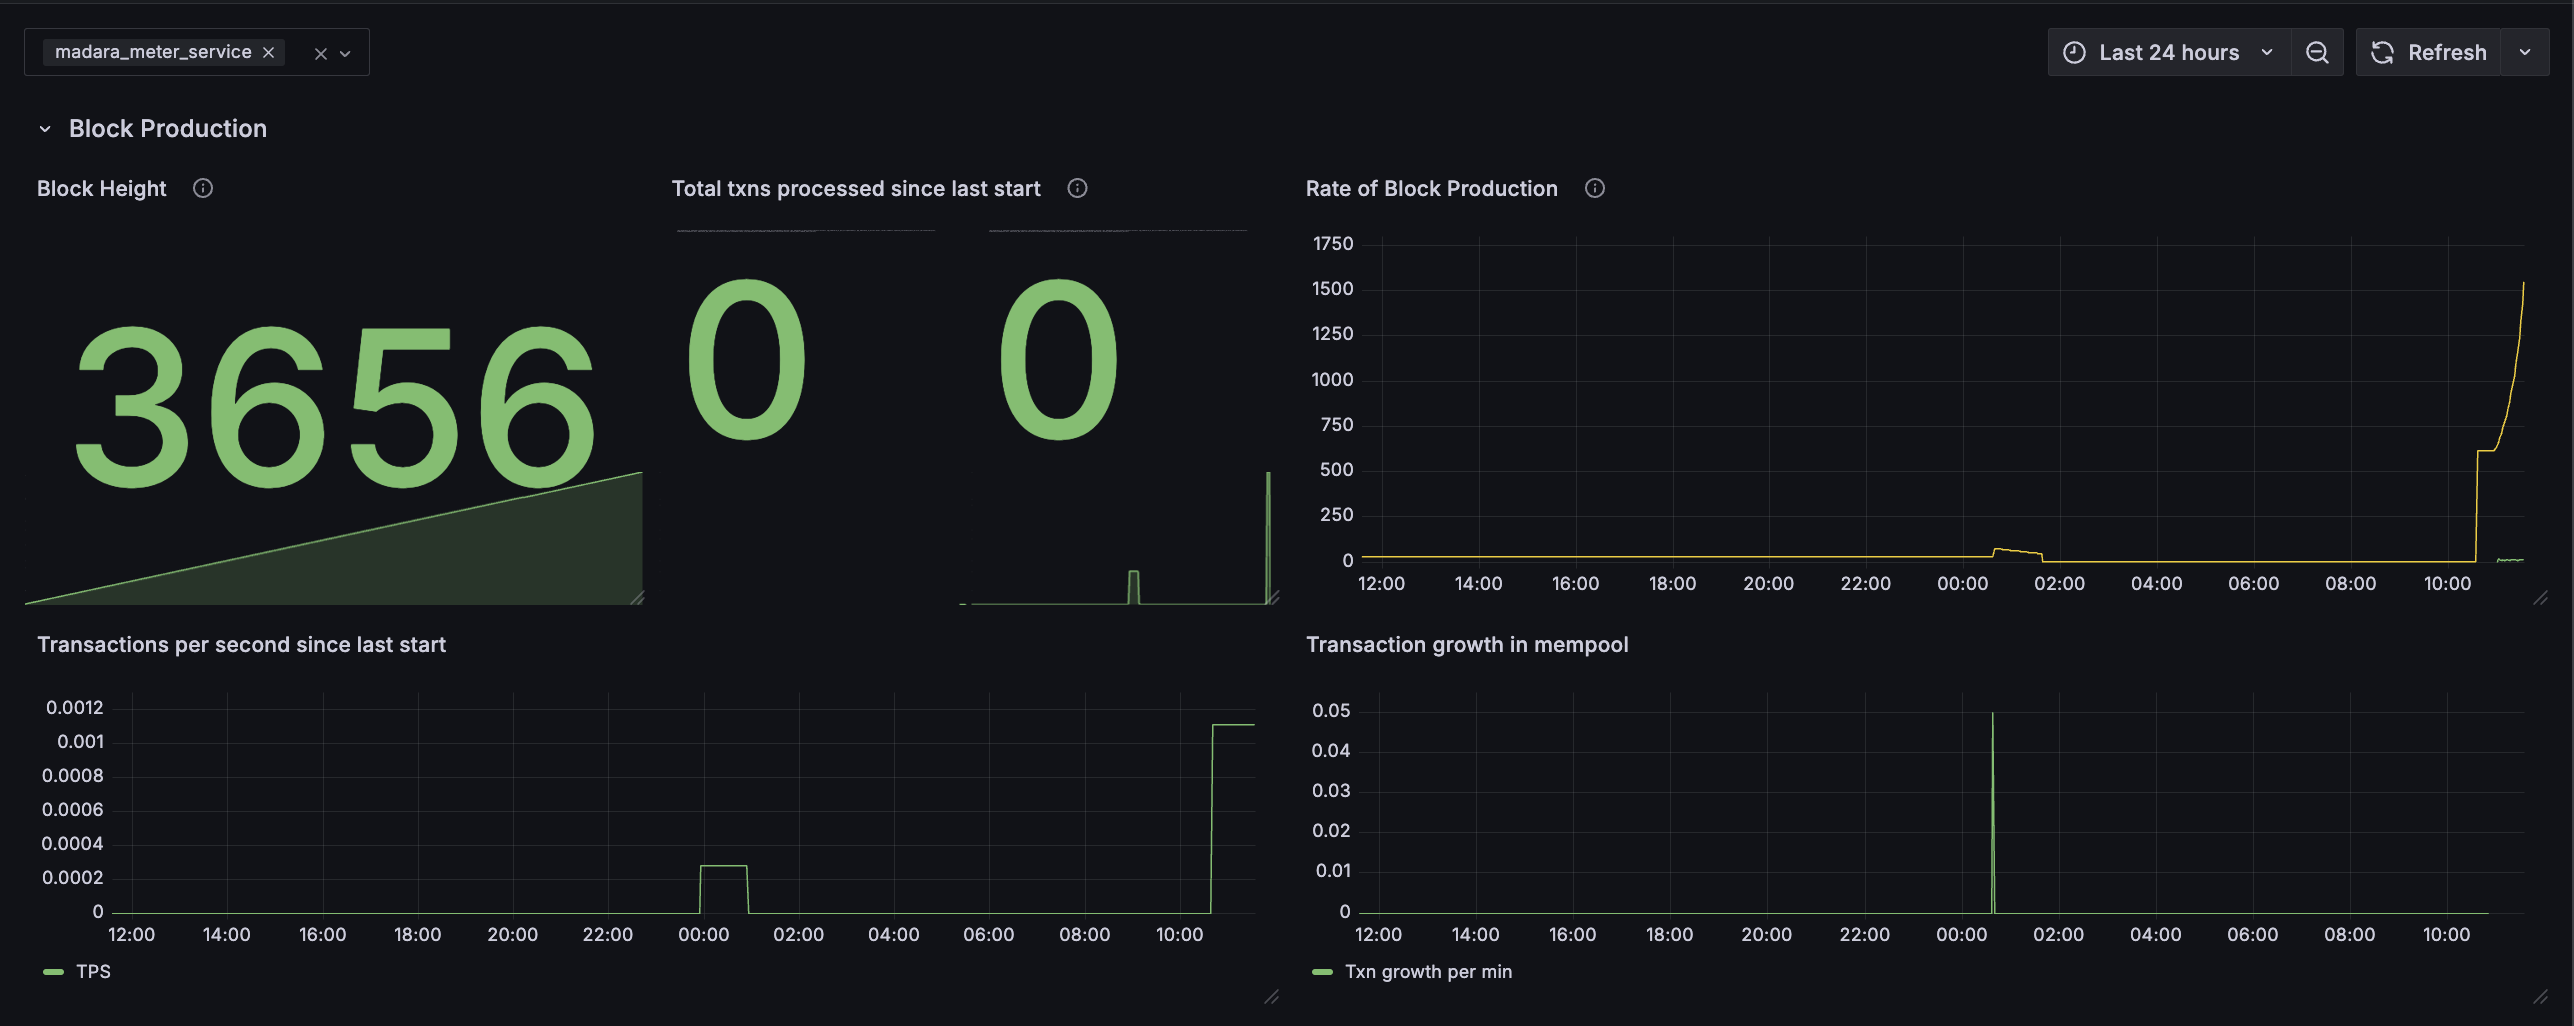 madara_meter_service
Last 24 hours
Refresh
Block Production
Block Height
3656
Total txns processed since last start
0
0
Rate of Block Production
1750
1500
1250
1000
750
500
250
0
12:00 14:00 16:00 18:00 20:00 22:00 00:00 02:00 04:00 06:00 08:00 10:00
Transactions per second since last start
0.0012
0.001
0.0008
0.0006
0.0004
0.0002
0
12:00 14:00 16:00 18:00 20:00 22:00 00:00 02:00 04:00 06:00 08:00 10:00
TPS
Transaction growth in mempool
0.05
0.04
0.03
0.02
0.01
0
12:00 14:00 16:00 18:00 20:00 22:00 00:00 02:00 04:00 06:00 08:00 10:00
Txn growth per min